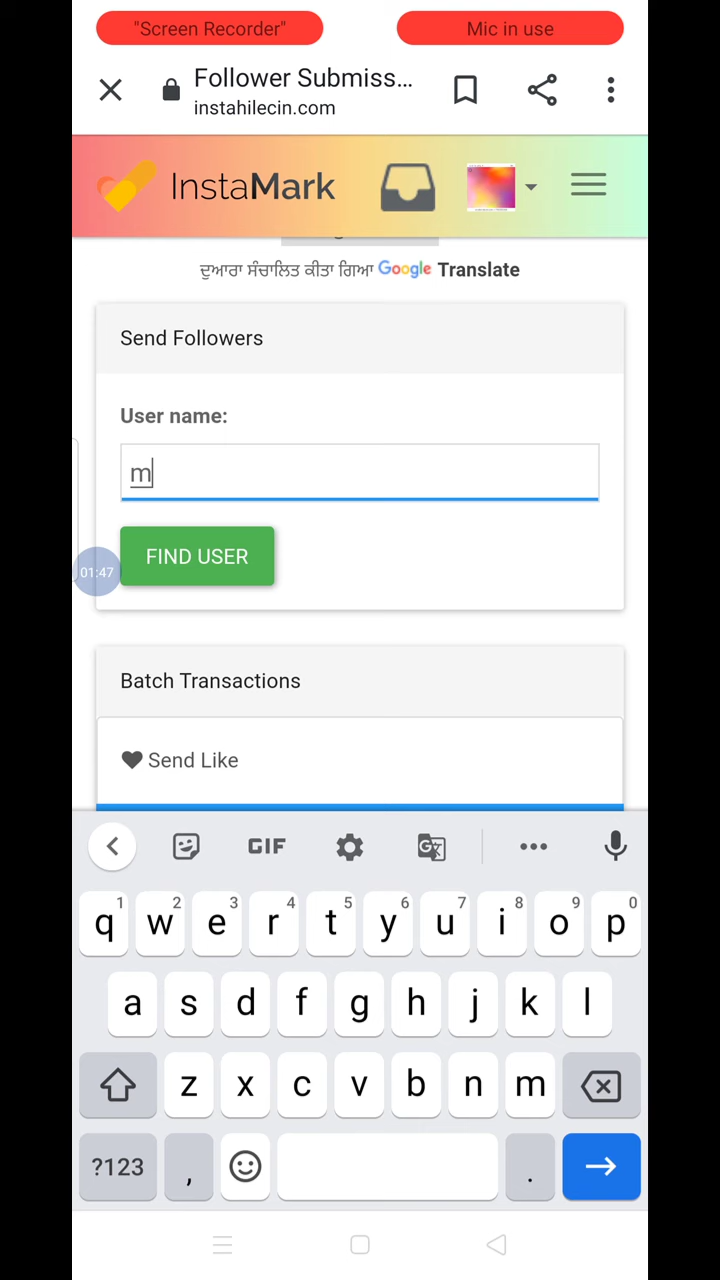 "Screen Recorder"
Mic in use
Follower Submiss...
instahilecin.com
InstaMark
ਦੁਆਰਾ ਸੰਚਾਲਿਤ ਕੀਤਾ ਗਿਆ Google Translate
Send Followers
User name:
m
FIND USER
01:47
Batch Transactions
Send Like
GIF
1 2 3 4 5 6 7 8 9 0
q w e r t y u i o p
a s d f g h j k l
z x c v b n m
?123 , .